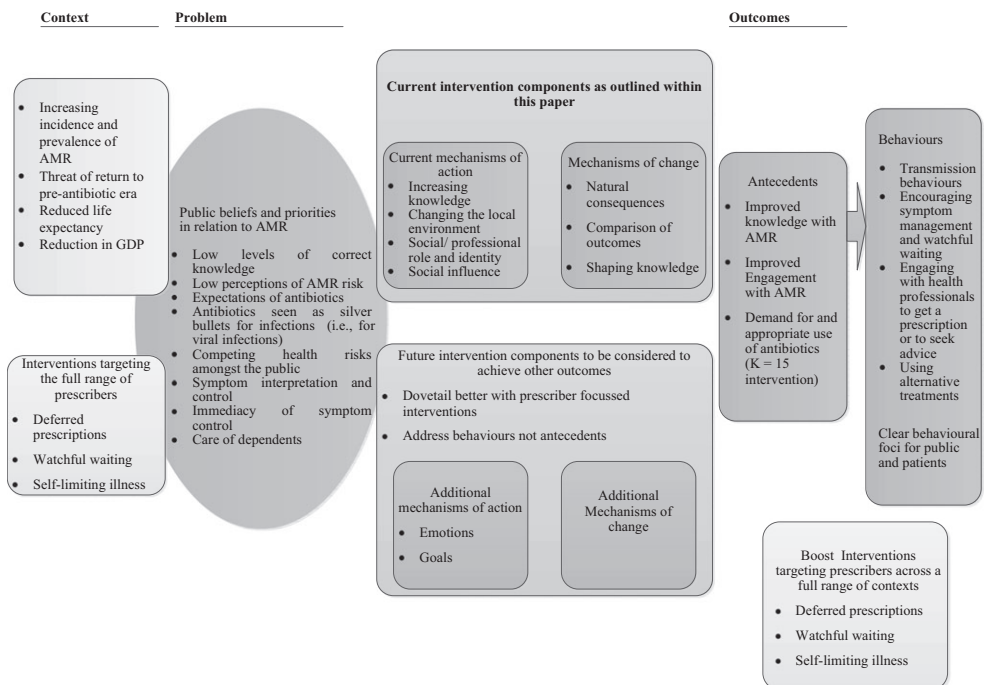 Context
Problem
Outcomes
• Increasing
incidence and
prevalence of
AMR
• Threat of return to
pre-antibiotic era
• Reduced life
expectancy
• Reduction in GDP
Interventions targeting
the full range of
prescribers
• Deferred
prescriptions
• Watchful waiting
• Self-limiting illness
Public beliefs and priorities
in relation to AMR
• Low levels of correct
knowledge
• Low perceptions of AMR risk
• Expectations of antibiotics
• Antibiotics seen as silver
bullets for infections (i.e., for
viral infections)
• Competing health risks
amongst the public
• Symptom interpretation and
control
• Immediacy of symptom
control
• Care of dependents
Current intervention components as outlined within
this paper
Current mechanisms of
action
• Increasing
knowledge
• Changing the local
environment
• Social/ professional
role and identity
• Social influence
Mechanisms of change
• Natural
consequences
• Comparison of
outcomes
• Shaping knowledge
Future intervention components to be considered to
achieve other outcomes
• Dovetail better with prescriber focussed
interventions
• Address behaviours not antecedents
Additional
mechanisms of action
• Emotions
• Goals
Additional
Mechanisms of
change
Antecedents
• Improved
knowledge with
AMR
• Improved
Engagement
with AMR
• Demand for and
appropriate use
of antibiotics
(K = 15
intervention)
Behaviours
• Transmission
behaviours
• Encouraging
symptom
management
and watchful
waiting
• Engaging
with health
professionals
to get a
prescription
or to seek
advice
• Using
alternative
treatments
Clear behavioural
foci for public
and patients
Boost Interventions
targeting prescribers across a
full range of contexts
• Deferred prescriptions
• Watchful waiting
• Self-limiting illness